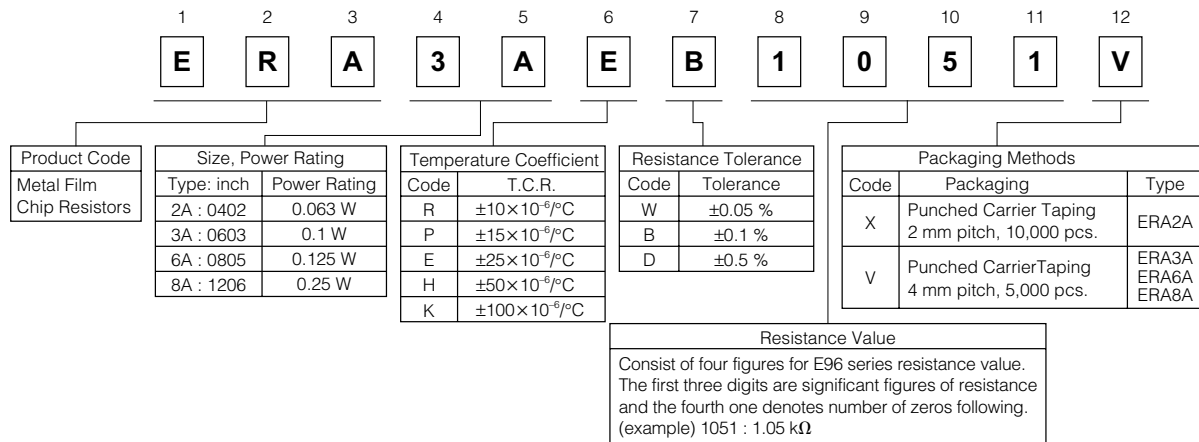 1 2 3 4 5 6 7 8 9 10 11 12
E R A 3 A E B 1 0 5 1 V
Product Code
Metal Film
Chip Resistors
Size, Power Rating
Type: inch Power Rating
2A : 0402 0.063 W
3A : 0603 0.1 W
6A : 0805 0.125 W
8A : 1206 0.25 W
Temperature Coefficient
Code T.C.R.
R ±10×10⁻⁶/°C
P ±15×10⁻⁶/°C
E ±25×10⁻⁶/°C
H ±50×10⁻⁶/°C
K ±100×10⁻⁶/°C
Resistance Tolerance
Code Tolerance
W ±0.05 %
B ±0.1 %
D ±0.5 %
Packaging Methods
Code Packaging Type
X Punched Carrier Taping
2 mm pitch, 10,000 pcs. ERA2A
V Punched CarrierTaping
4 mm pitch, 5,000 pcs. ERA3A
ERA6A
ERA8A
Resistance Value
Consist of four figures for E96 series resistance value.
The first three digits are significant figures of resistance
and the fourth one denotes number of zeros following.
(example) 1051 : 1.05 kΩ